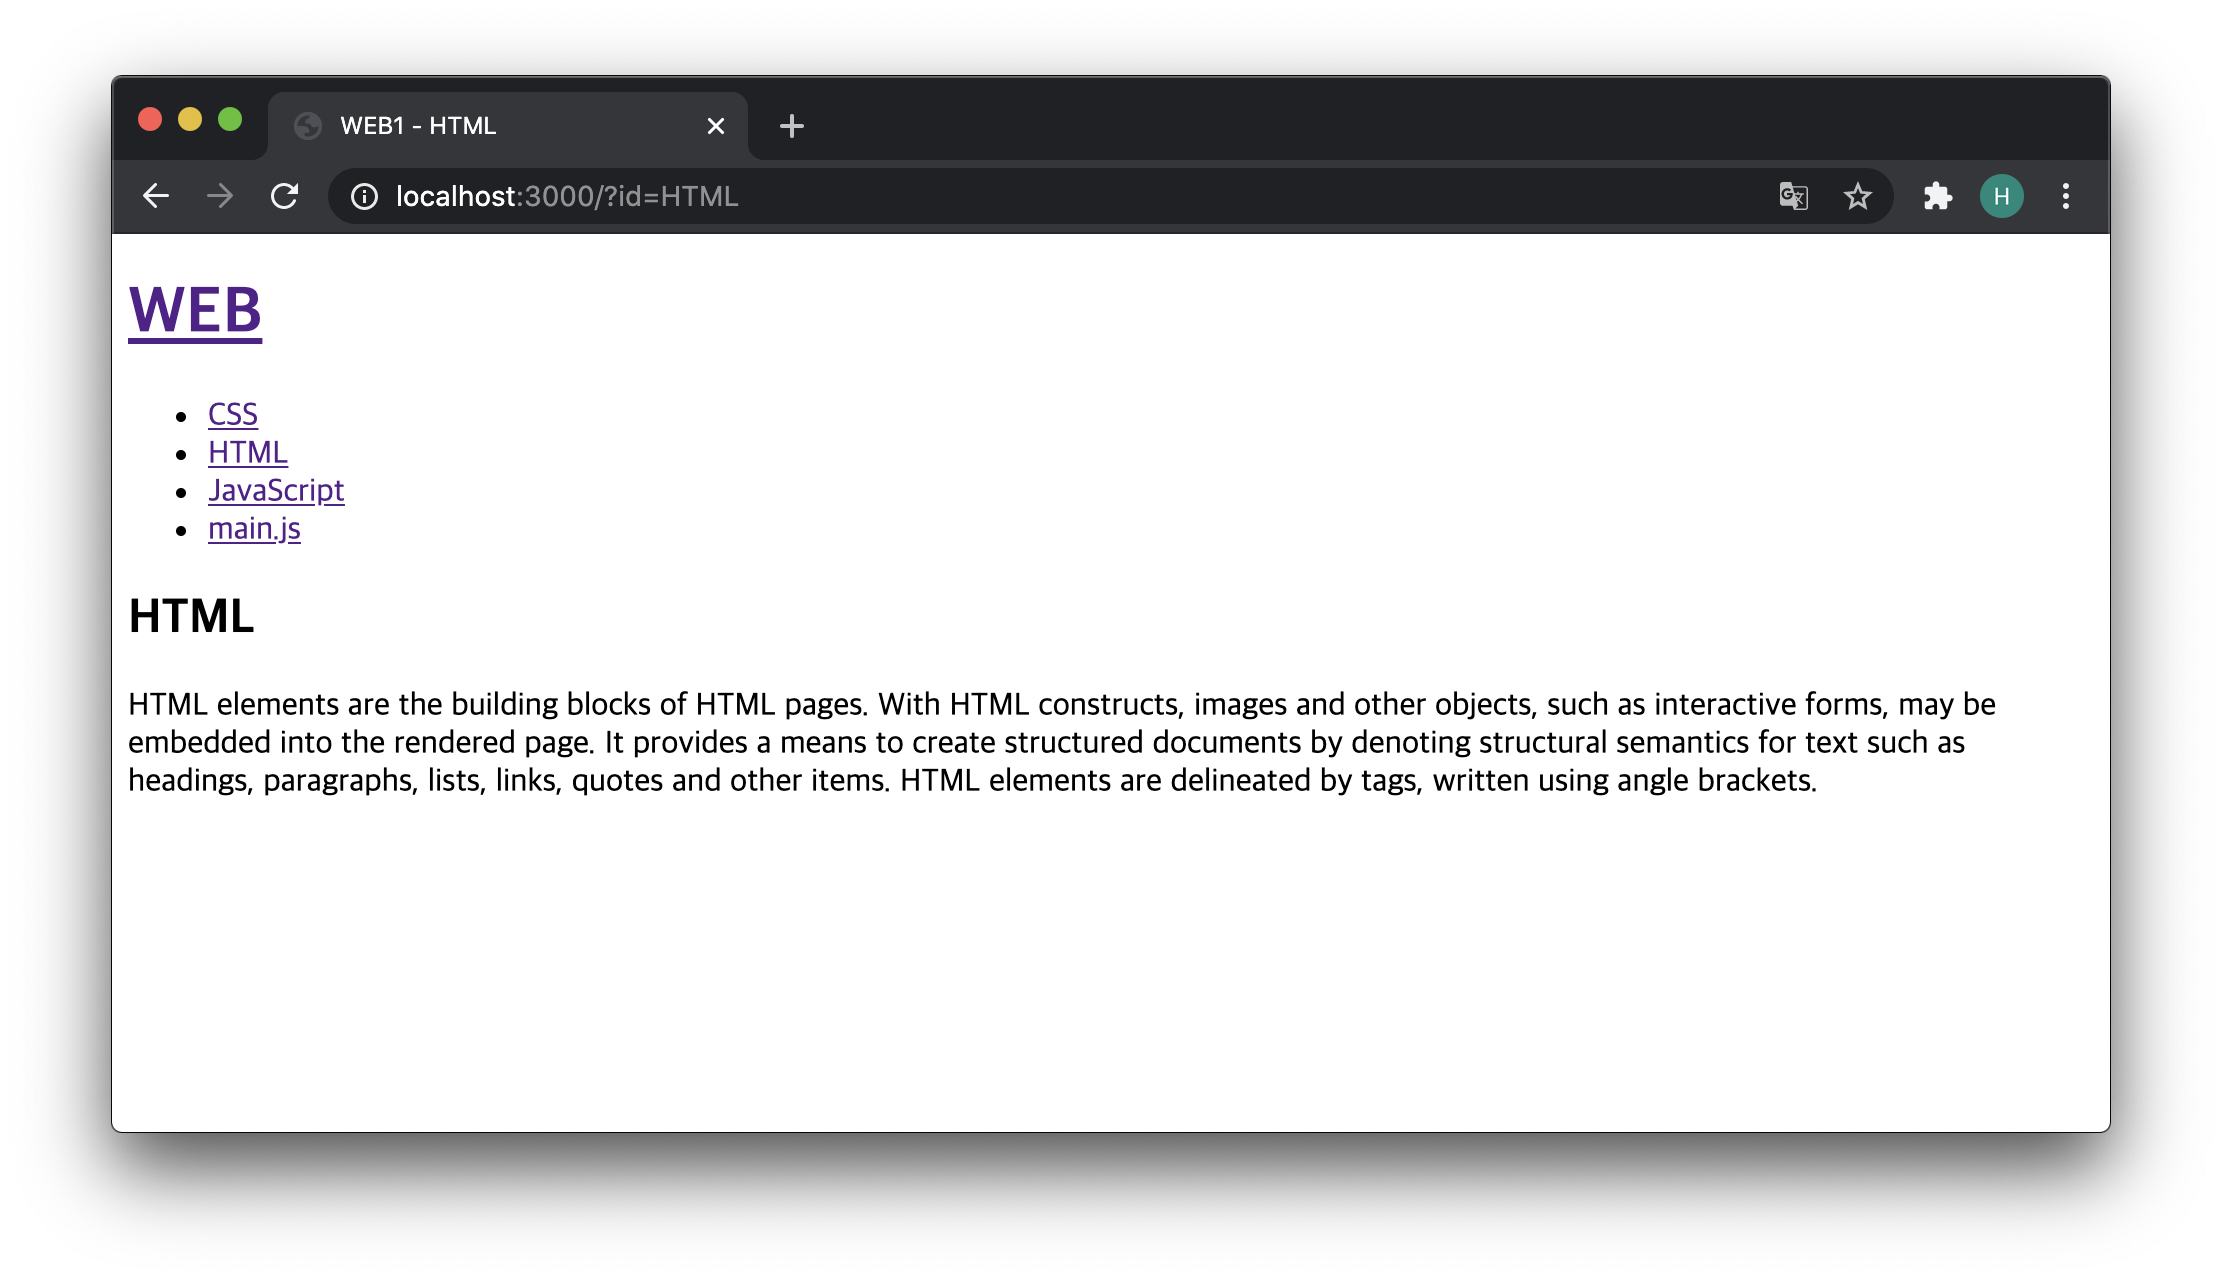 WEB1 - HTML
localhost:3000/?id=HTML
H
WEB
CSS
HTML
JavaScript
main.js
HTML
HTML elements are the building blocks of HTML pages. With HTML constructs, images and other objects, such as interactive forms, may be
embedded into the rendered page. It provides a means to create structured documents by denoting structural semantics for text such as
headings, paragraphs, lists, links, quotes and other items. HTML elements are delineated by tags, written using angle brackets.